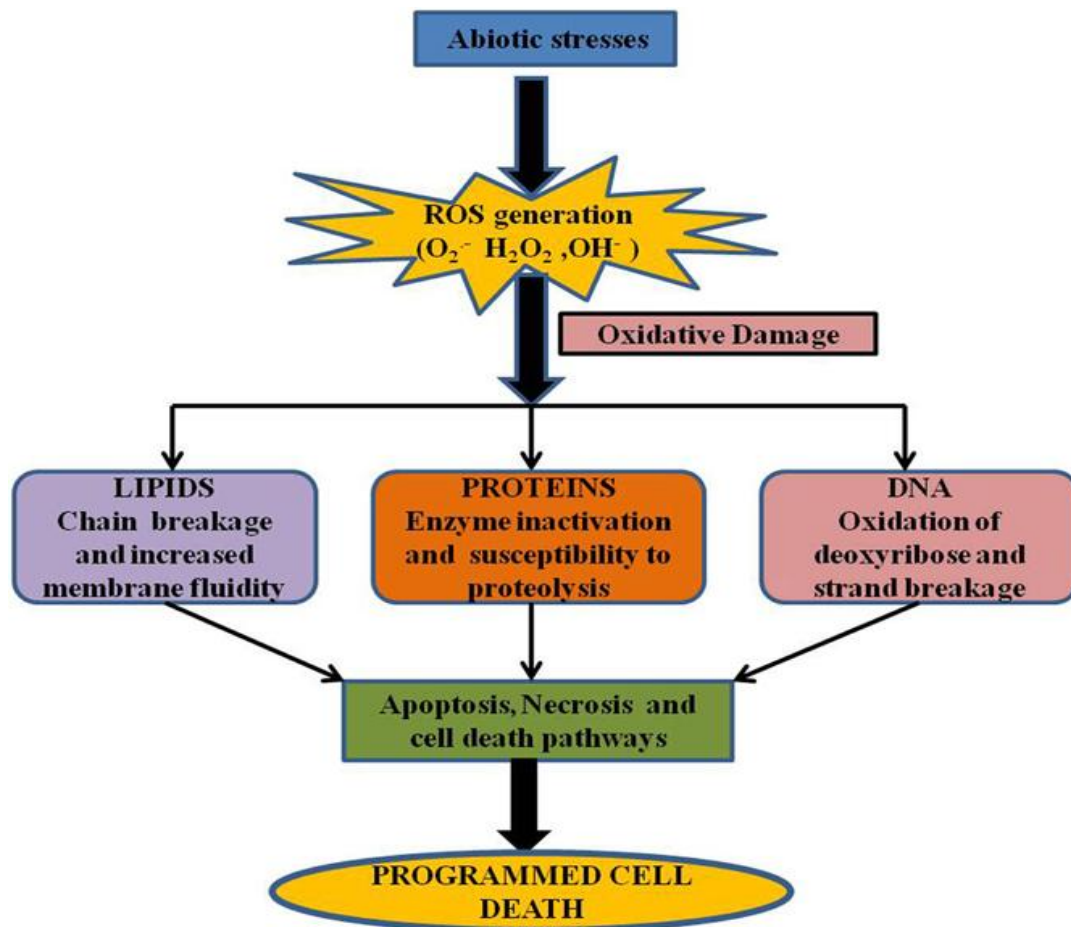 Abiotic stresses
ROS generation
(O₂·⁻ H₂O₂ ,OH⁻ )
Oxidative Damage
LIPIDS
Chain breakage
and increased
membrane fluidity
PROTEINS
Enzyme inactivation
and susceptibility to
proteolysis
DNA
Oxidation of
deoxyribose and
strand breakage
Apoptosis, Necrosis and
cell death pathways
PROGRAMMED CELL
DEATH